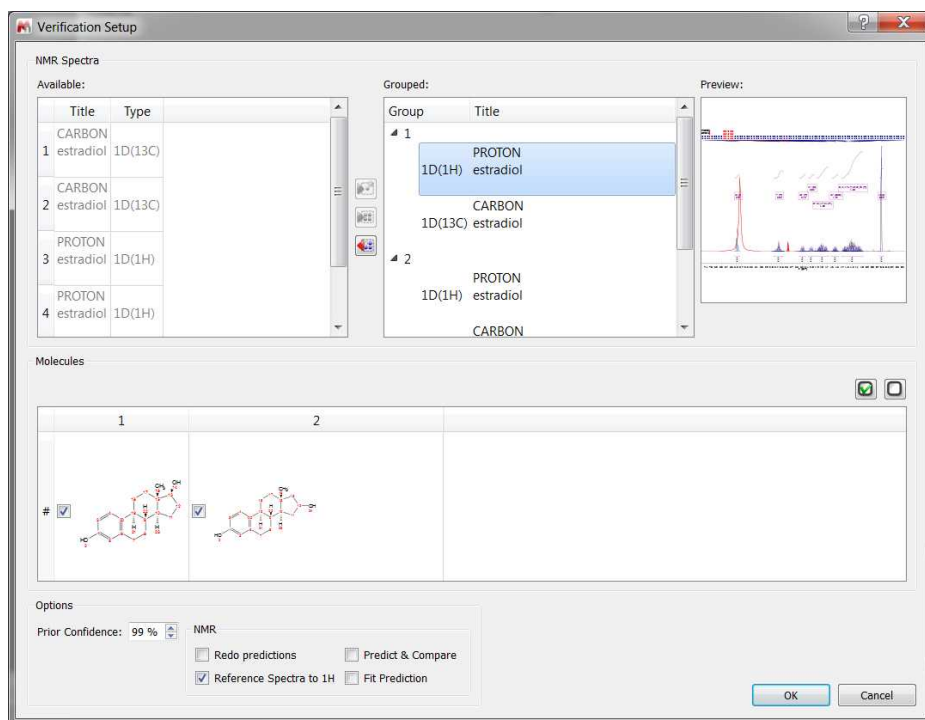 Verification Setup
NMR Spectra
Available:
Grouped:
Preview:
Title Type
Group Title
CARBON
1 estradiol 1D(13C)
CARBON
2 estradiol 1D(13C)
PROTON
3 estradiol 1D(1H)
PROTON
4 estradiol 1D(1H)
1
PROTON
1D(1H) estradiol
CARBON
1D(13C) estradiol
2
PROTON
1D(1H) estradiol
CARBON
Molecules
1 2
#
Options
Prior Confidence: 99 %
NMR
Redo predictions Predict & Compare
Reference Spectra to 1H Fit Prediction
OK Cancel